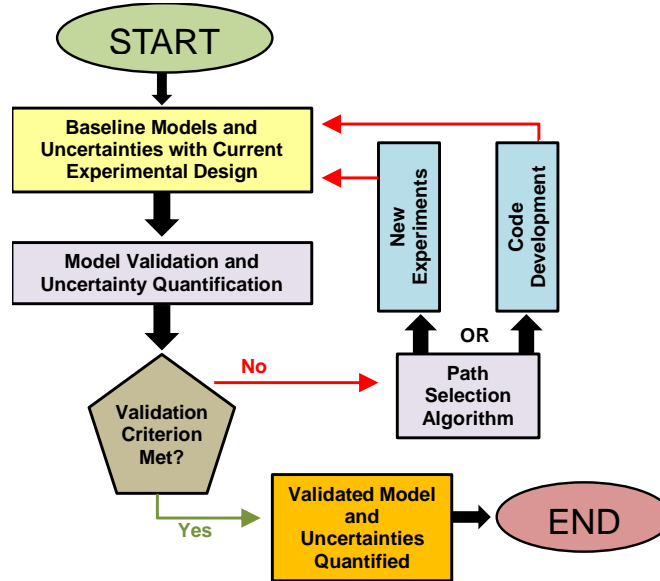 START
Baseline Models and
Uncertainties with Current
Experimental Design
New
Experiments
Code
Development
Model Validation and
Uncertainty Quantification
OR
No
Path
Selection
Algorithm
Validation
Criterion
Met?
Yes
Validated Model
and
Uncertainties
Quantified
END